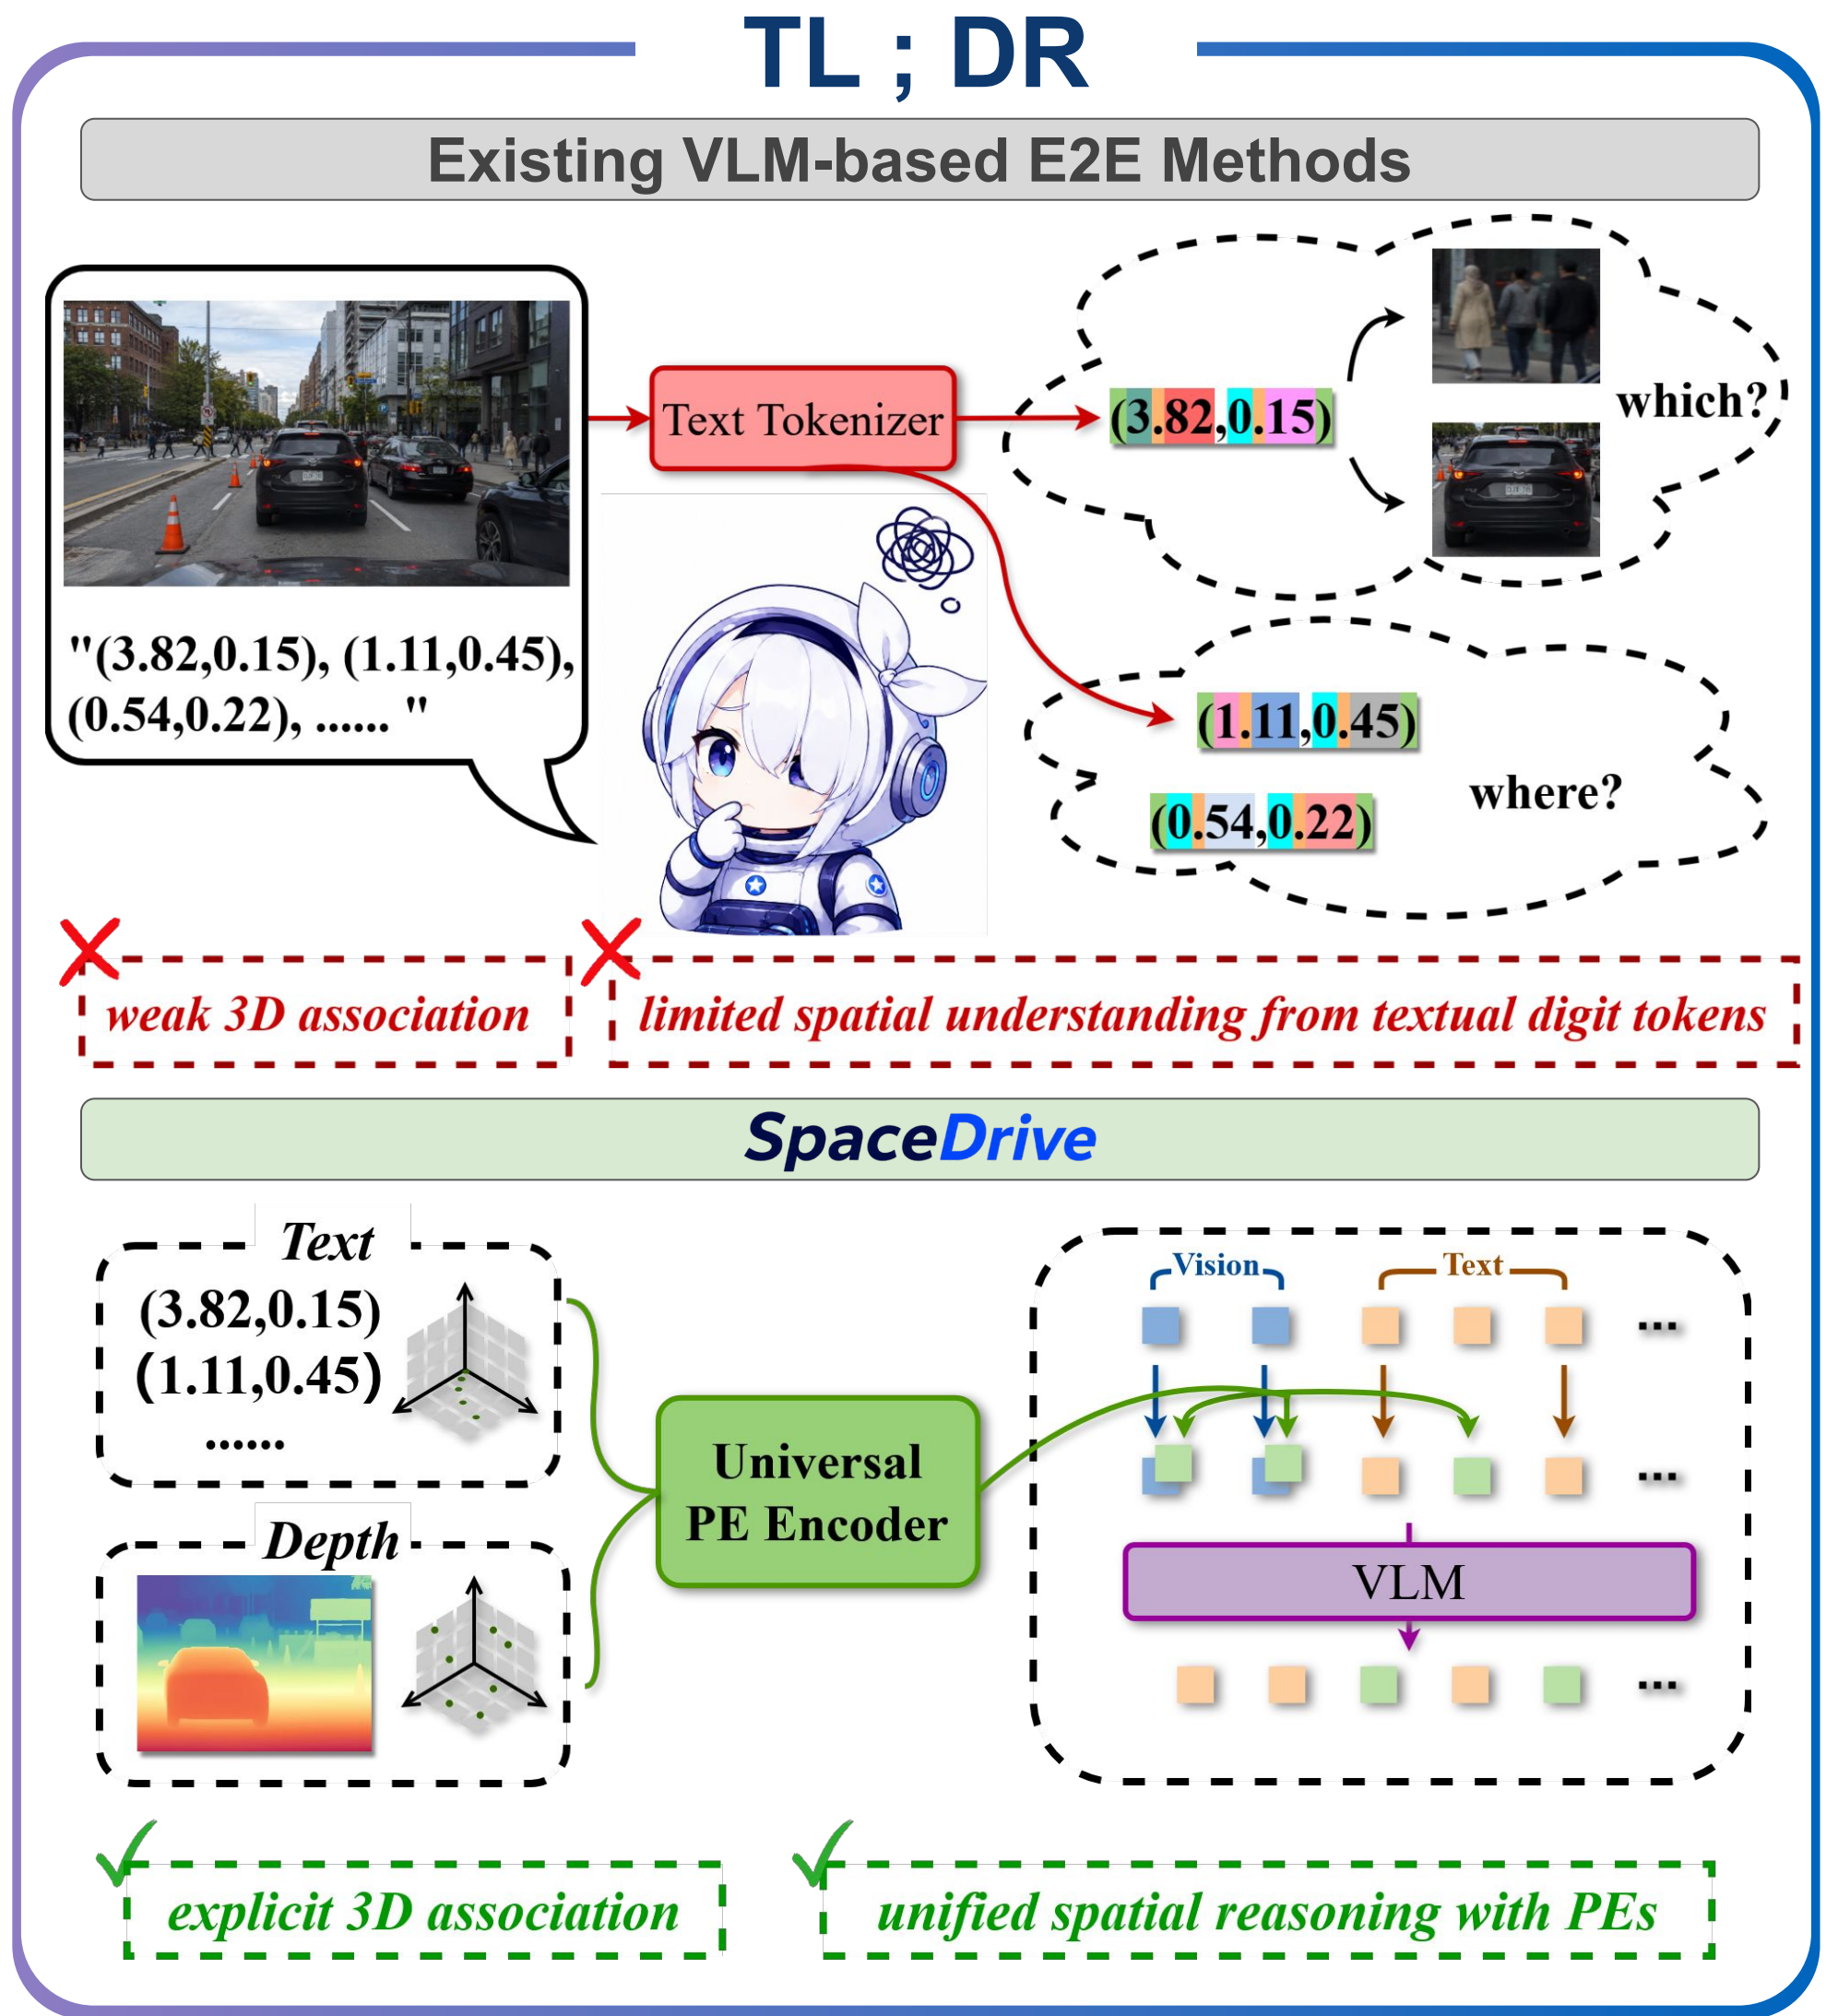 TL ; DR
Existing VLM-based E2E Methods
"(3.82,0.15), (1.11,0.45),
(0.54,0.22), ...... "
Text Tokenizer
(3.82,0.15)
which?
(1.11,0.45)
(0.54,0.22)
where?
weak 3D association
limited spatial understanding from textual digit tokens
SpaceDrive
Text
(3.82,0.15)
(1.11,0.45)
......
Depth
Universal
PE Encoder
Vision
Text
...
...
VLM
...
explicit 3D association
unified spatial reasoning with PEs